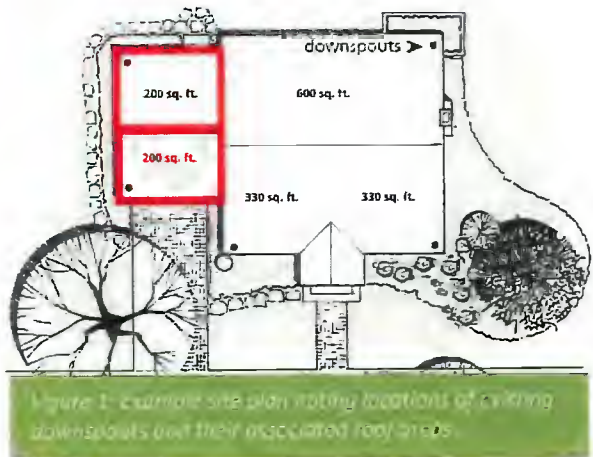 downspouts
200 sq. ft.
600 sq. ft.
200 sq. ft.
330 sq. ft.
330 sq. ft.
Figure 1: Example site plan noting locations of existing
downspouts and their associated roof areas